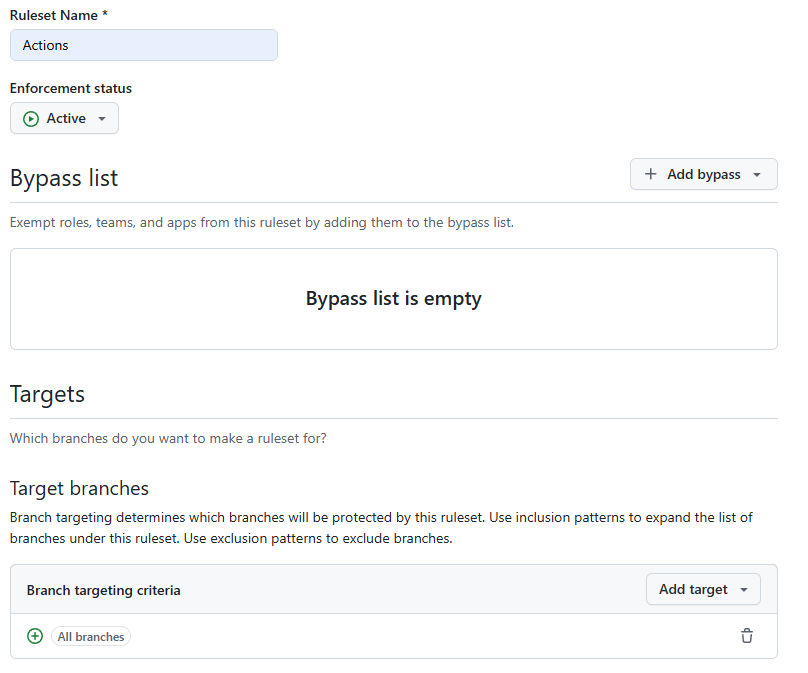 Ruleset Name *
Actions
Enforcement status
Active
Bypass list
Add bypass
Exempt roles, teams, and apps from this ruleset by adding them to the bypass list.
Bypass list is empty
Targets
Which branches do you want to make a ruleset for?
Target branches
Branch targeting determines which branches will be protected by this ruleset. Use inclusion patterns to expand the list of
branches under this ruleset. Use exclusion patterns to exclude branches.
Branch targeting criteria
Add target
All branches